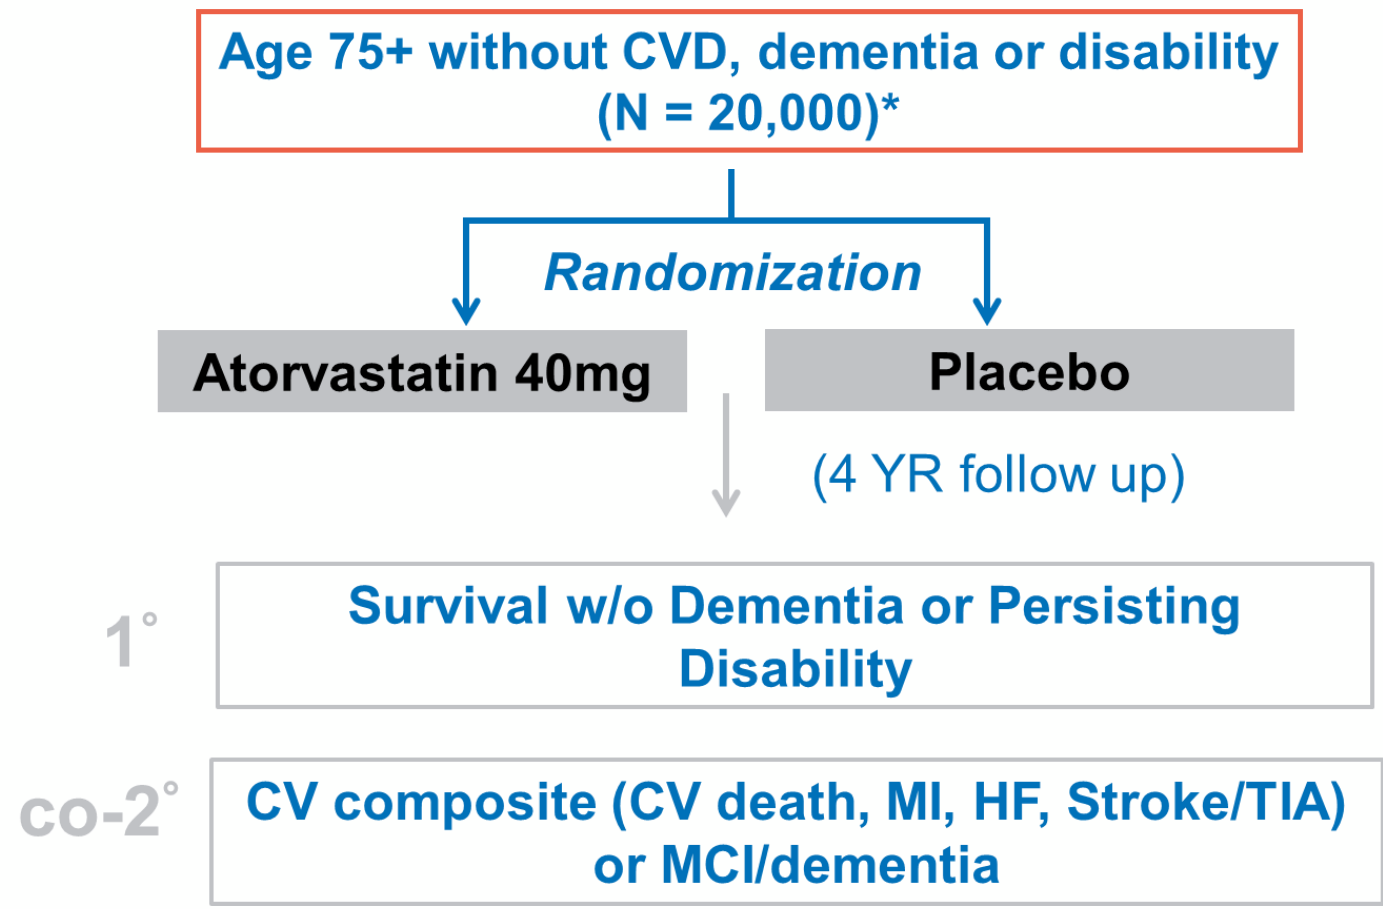 Age 75+ without CVD, dementia or disability
(N = 20,000)*
Randomization
Atorvastatin 40mg
Placebo
(4 YR follow up)
1°
Survival w/o Dementia or Persisting
Disability
co-2°
CV composite (CV death, MI, HF, Stroke/TIA)
or MCI/dementia